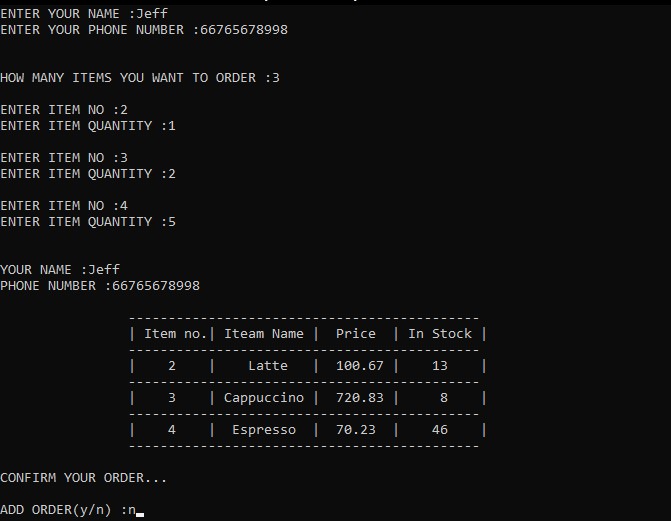 ENTER YOUR NAME :Jeff
ENTER YOUR PHONE NUMBER :66765678998
HOW MANY ITEMS YOU WANT TO ORDER :3
ENTER ITEM NO :2
ENTER ITEM QUANTITY :1
ENTER ITEM NO :3
ENTER ITEM QUANTITY :2
ENTER ITEM NO :4
ENTER ITEM QUANTITY :5
YOUR NAME :Jeff
PHONE NUMBER :66765678998
--------------------------------------------
| Item no.| Iteam Name |  Price  | In Stock |
--------------------------------------------
|    2    |    Latte   |  100.67 |    13    |
--------------------------------------------
|    3    | Cappuccino |  720.83 |     8    |
--------------------------------------------
|    4    |  Espresso  |  70.23  |    46    |
--------------------------------------------
CONFIRM YOUR ORDER...
ADD ORDER(y/n) :n